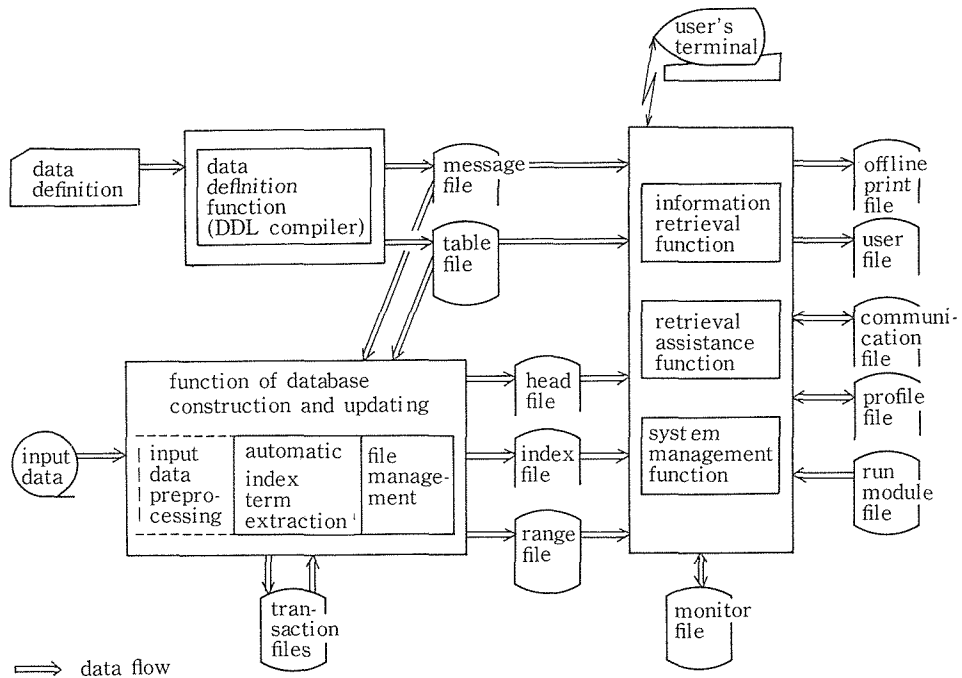 user's
terminal
data
definition
data
definition
function
(DDL compiler)
message
file
table
file
information
retrieval
function
retrieval
assistance
function
system
management
function
offline
print
file
user
file
communi-
cation
file
profile
file
run
module
file
function of database
construction and updating
input
data
input
data
prepro-
cessing
automatic
index
term
extraction
file
manage-
ment
head
file
index
file
range
file
tran-
saction
files
monitor
file
data flow